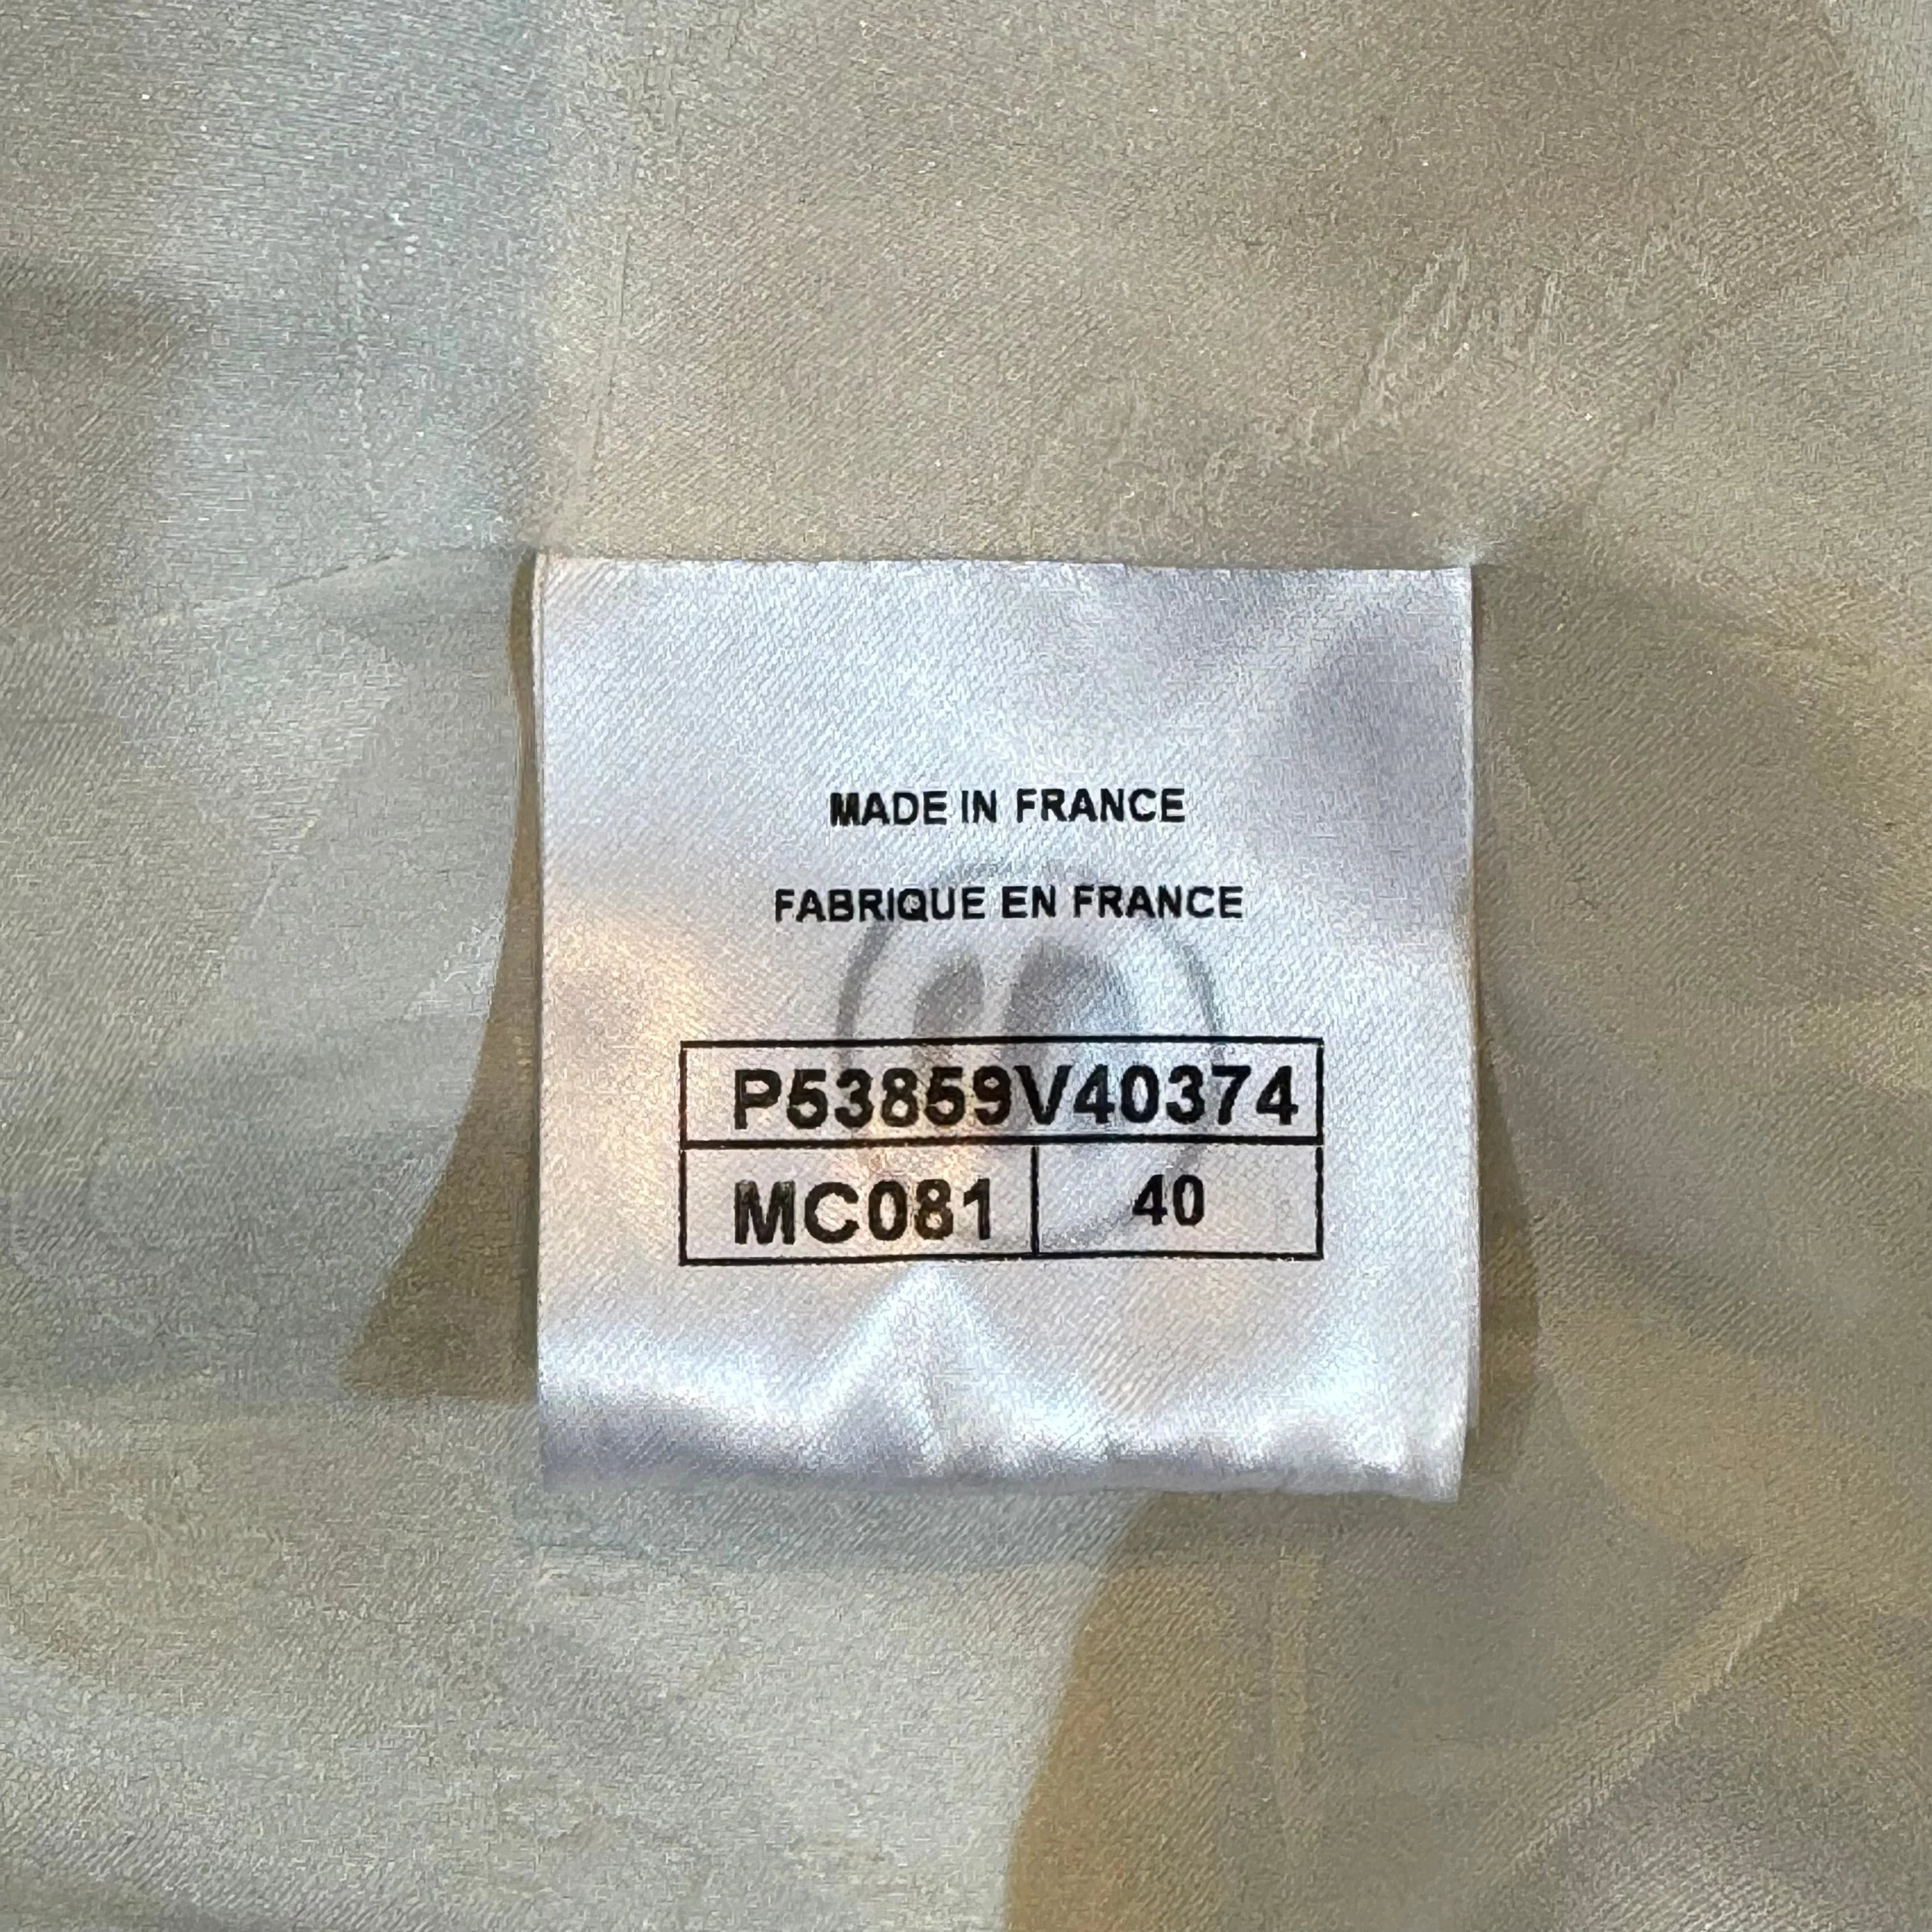 MADE IN FRANCE
FABRIQUE EN FRANCE
P53859V40374
MC081 40